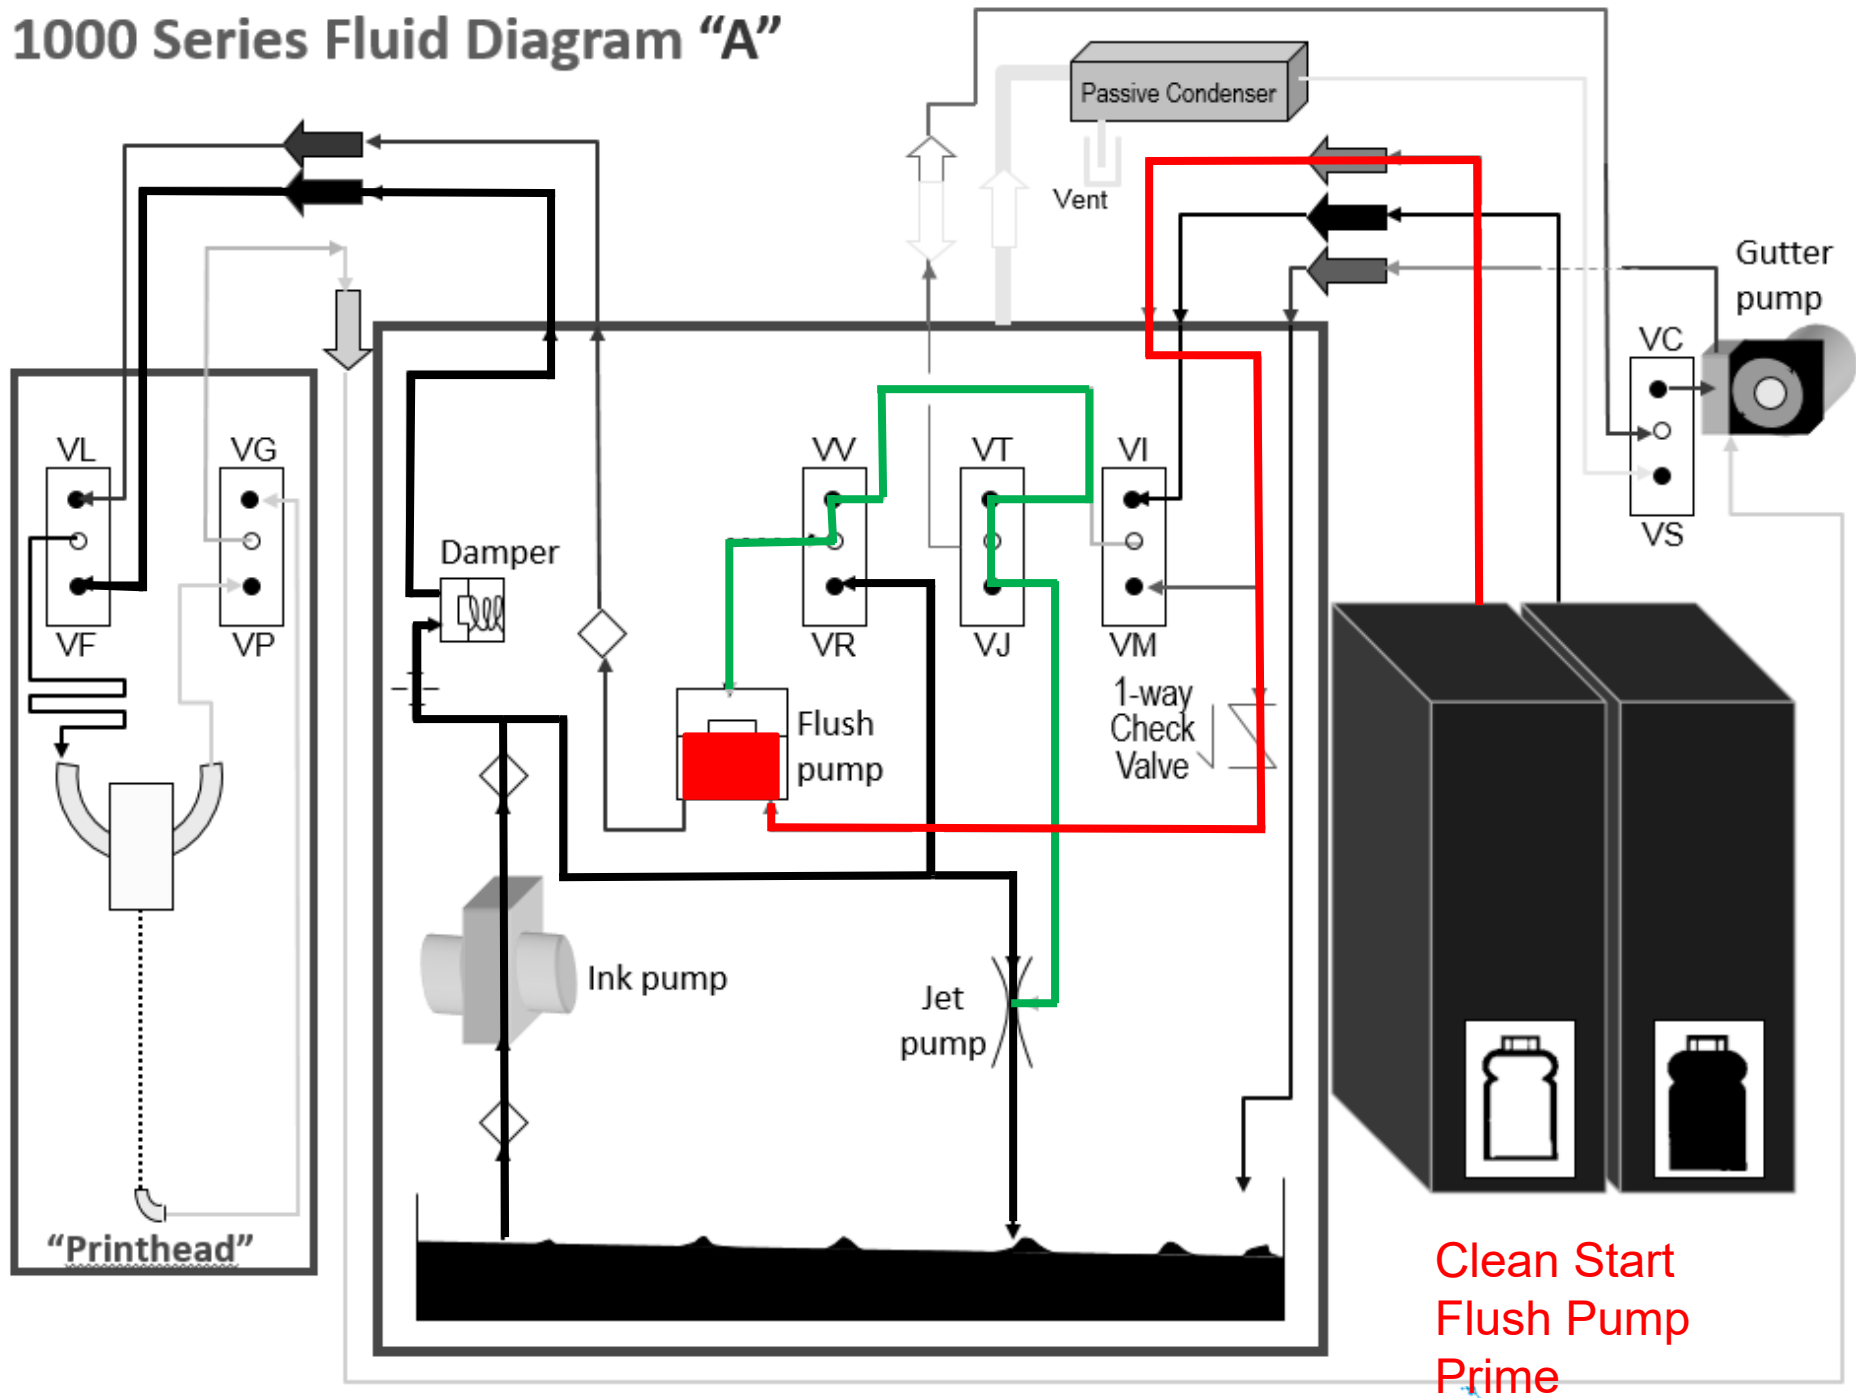 1000 Series Fluid Diagram “A”
Passive Condenser
Vent
Gutter
pump
VC
VS
VL
VG
VF
VP
Damper
VV
VT
VI
VR
VJ
VM
1-way
Check
Valve
Flush
pump
Ink pump
Jet
pump
“Printhead”
Clean Start
Flush Pump
Prime